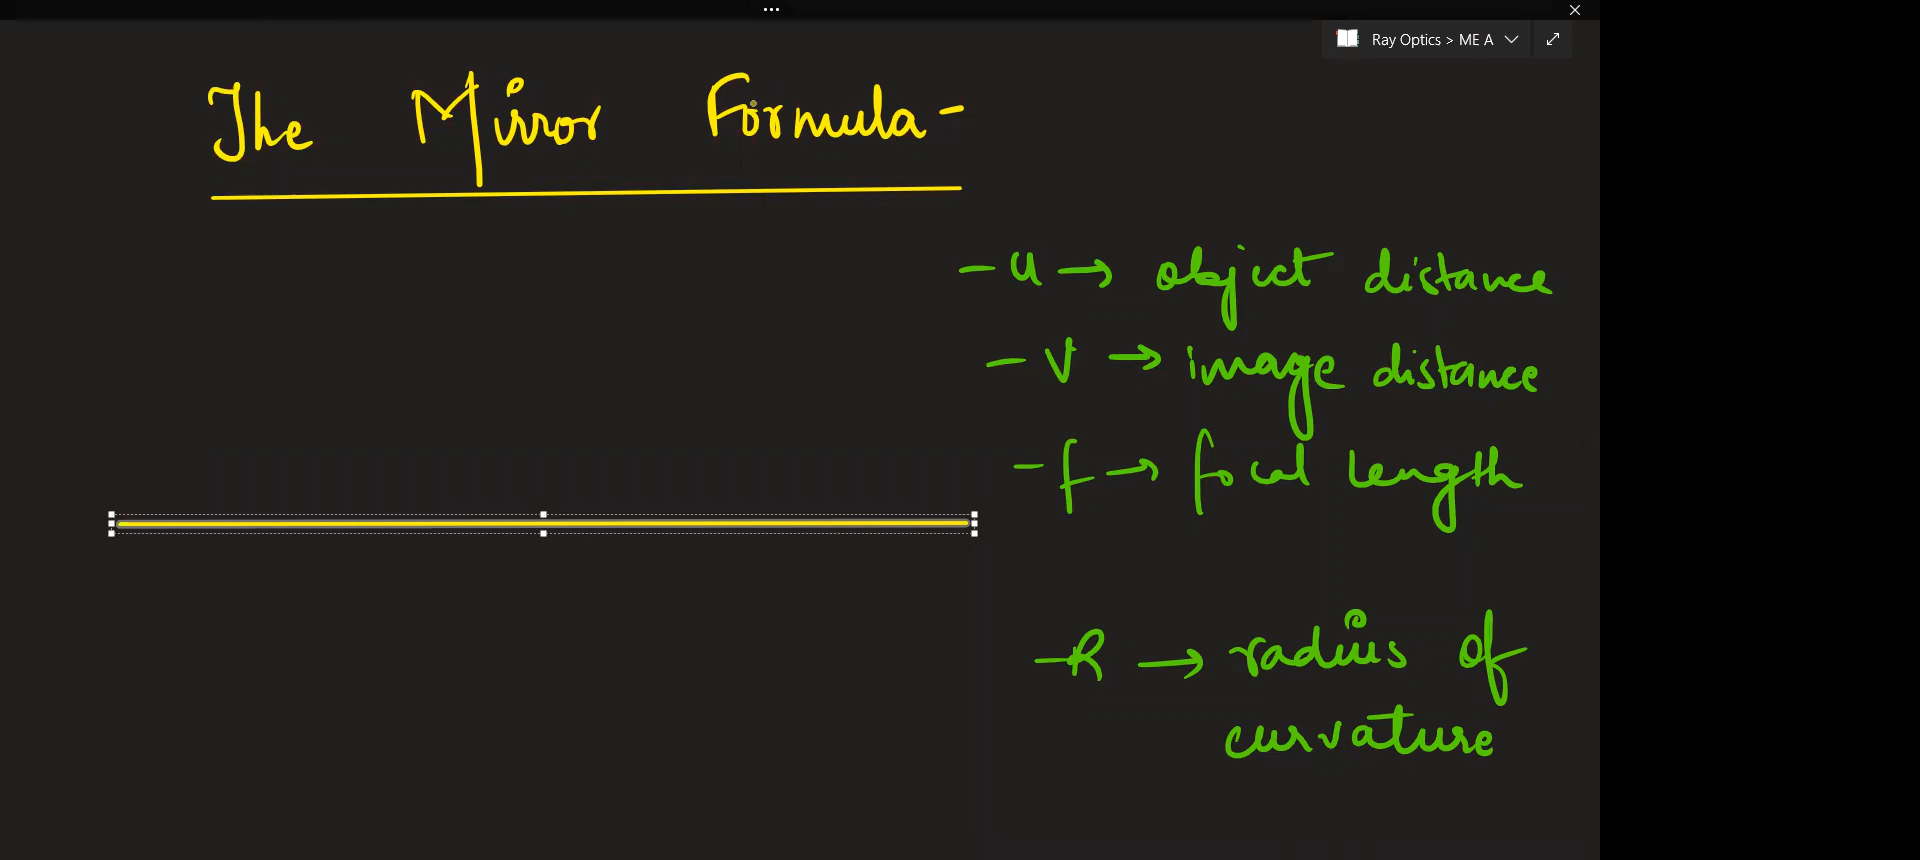 Ray Optics > ME A
The Mirror Formula-
- u → object distance
- v → image distance
- f → focal length
- R → radius of
curvature